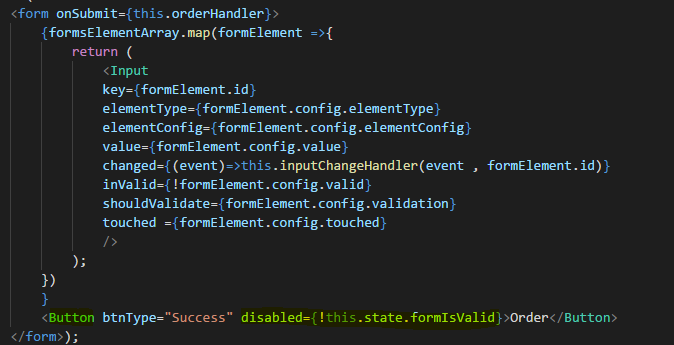 <form onSubmit={this.orderHandler}>
{formsElementArray.map(formElement =>{
return (
<Input
key={formElement.id}
elementType={formElement.config.elementType}
elementConfig={formElement.config.elementConfig}
value={formElement.config.value}
changed={(event)=>this.inputChangeHandler(event , formElement.id)}
inValid={!formElement.config.valid}
shouldValidate={formElement.config.validation}
touched ={formElement.config.touched}
/>
);
})
}
<Button btnType="Success" disabled={!this.state.formIsValid}>Order</Button>
</form>);